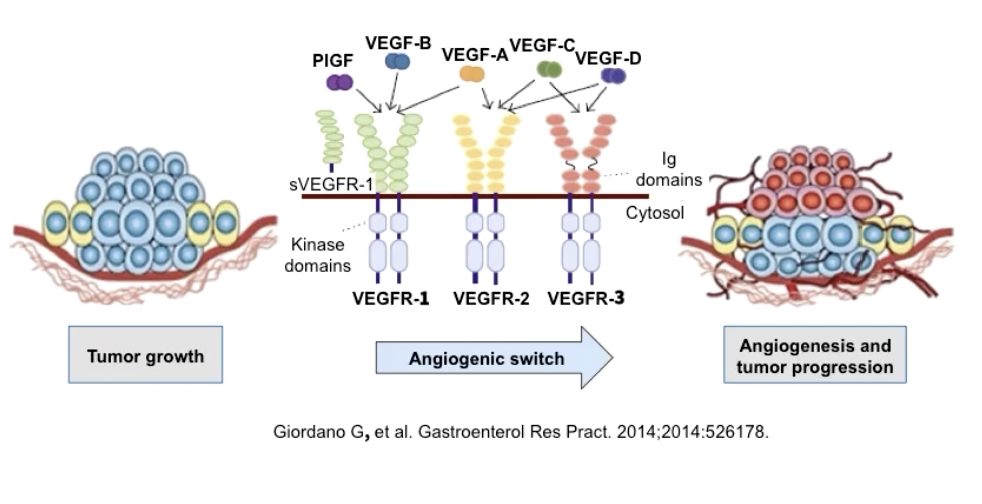 PIGF
VEGF-B
VEGF-A
VEGF-C
VEGF-D
sVEGFR-1
Ig
domains
Cytosol
Kinase
domains
VEGFR-1
VEGFR-2
VEGFR-3
Tumor growth
Angiogenic switch
Angiogenesis and
tumor progression
Giordano G, et al. Gastroenterol Res Pract. 2014;2014:526178.